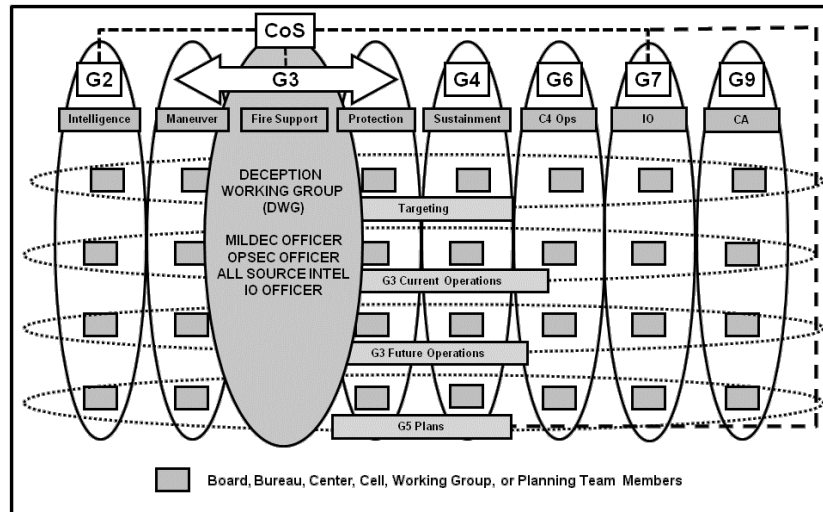 CoS
G2
G3
G4
G6
G7
G9
Intelligence
Maneuver
Fire Support
Protection
Sustainment
C4 Ops
IO
CA
DECEPTION
WORKING GROUP
(DWG)
MILDEC OFFICER
OPSEC OFFICER
ALL SOURCE INTEL
IO OFFICER
Targeting
G3 Current Operations
G3 Future Operations
G5 Plans
Board, Bureau, Center, Cell, Working Group, or Planning Team Members